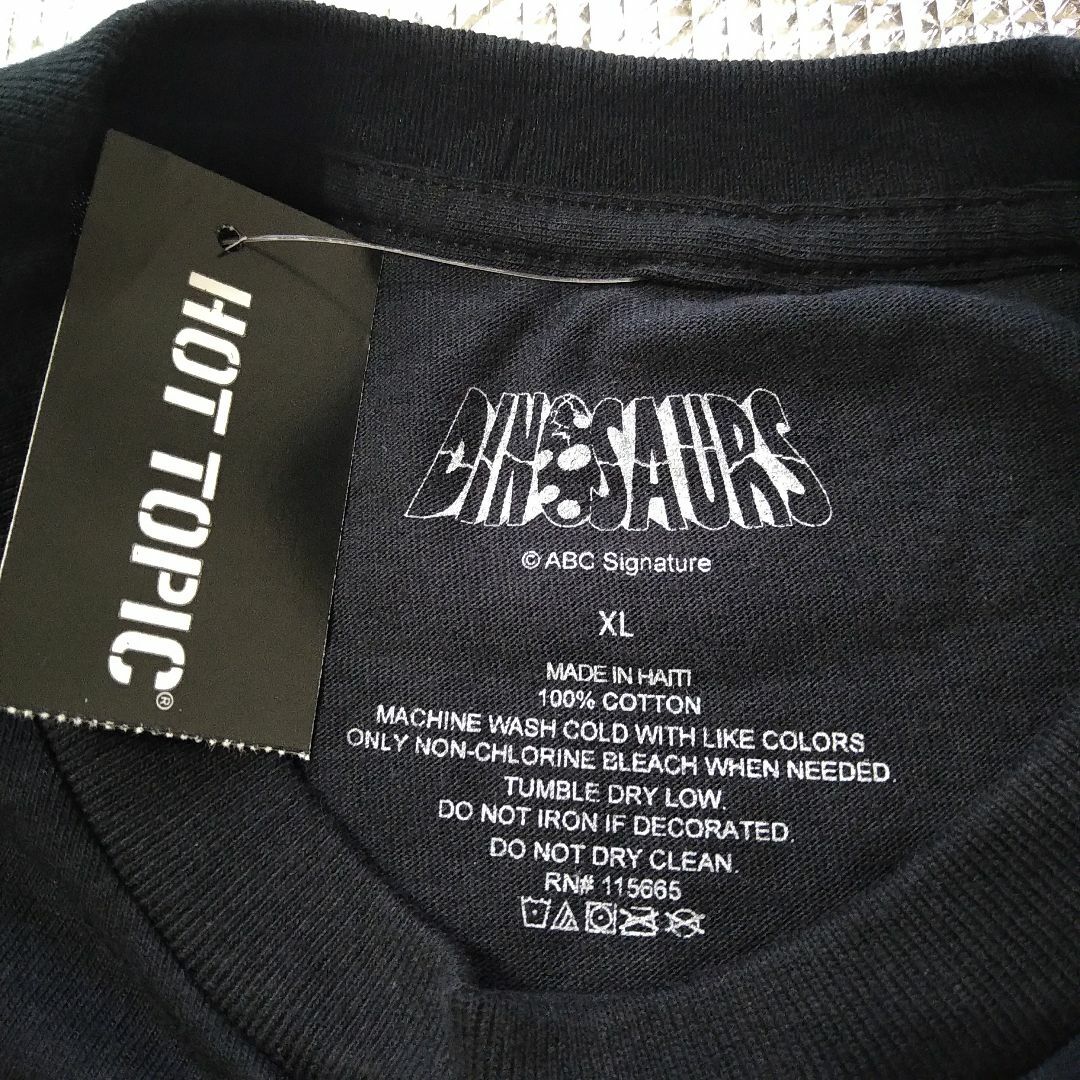 HOT TOPIC®
DINOSAURS
© ABC Signature
XL
MADE IN HAITI
100% COTTON
MACHINE WASH COLD WITH LIKE COLORS
ONLY NON-CHLORINE BLEACH WHEN NEEDED.
TUMBLE DRY LOW.
DO NOT IRON IF DECORATED.
DO NOT DRY CLEAN.
RN# 115665